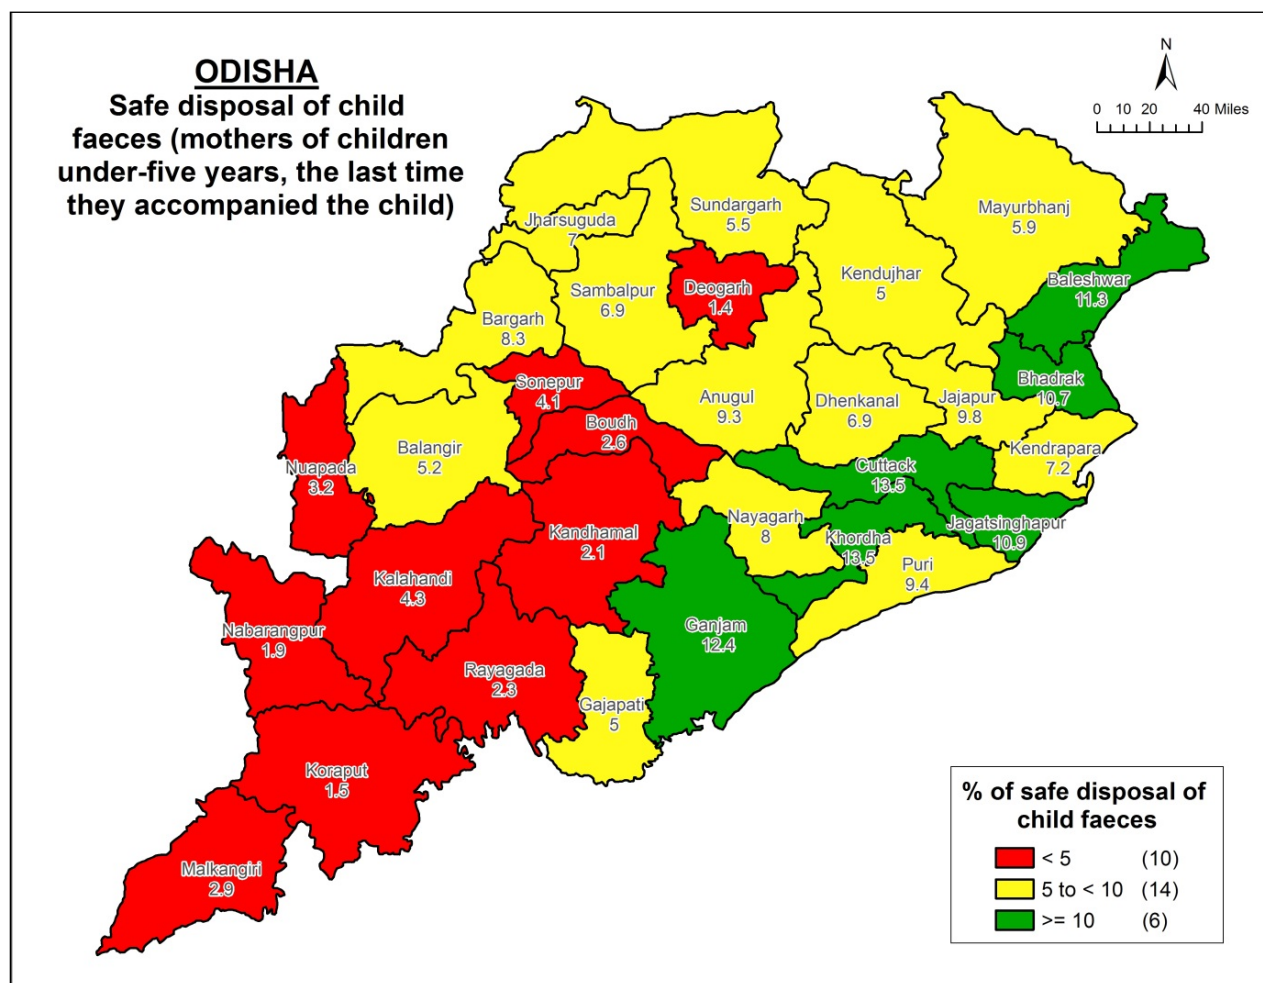 ODISHA
Safe disposal of child
faeces (mothers of children
under-five years, the last time
they accompanied the child)
N
0 10 20 40 Miles
Sundargarh
5.5
Jharsuguda
7
Mayurbhanj
5.9
Kendujhar
5
Baleshwar
11.3
Deogarh
1.4
Sambalpur
6.9
Bargarh
8.3
Bhadrak
10.7
Sonepur
4.1
Anugul
9.3
Dhenkanal
6.9
Jajapur
9.8
Boudh
2.6
Balangir
5.2
Kendrapara
7.2
Nuapada
3.2
Cuttack
13.5
Nayagarh
8
Jagatsinghapur
10.9
Kandhamal
2.1
Khordha
13.5
Puri
9.4
Kalahandi
4.3
Nabarangpur
1.9
Ganjam
12.4
Rayagada
2.3
Gajapati
5
Koraput
1.5
Malkangiri
2.9
% of safe disposal of
child faeces
< 5 (10)
5 to < 10 (14)
>= 10 (6)